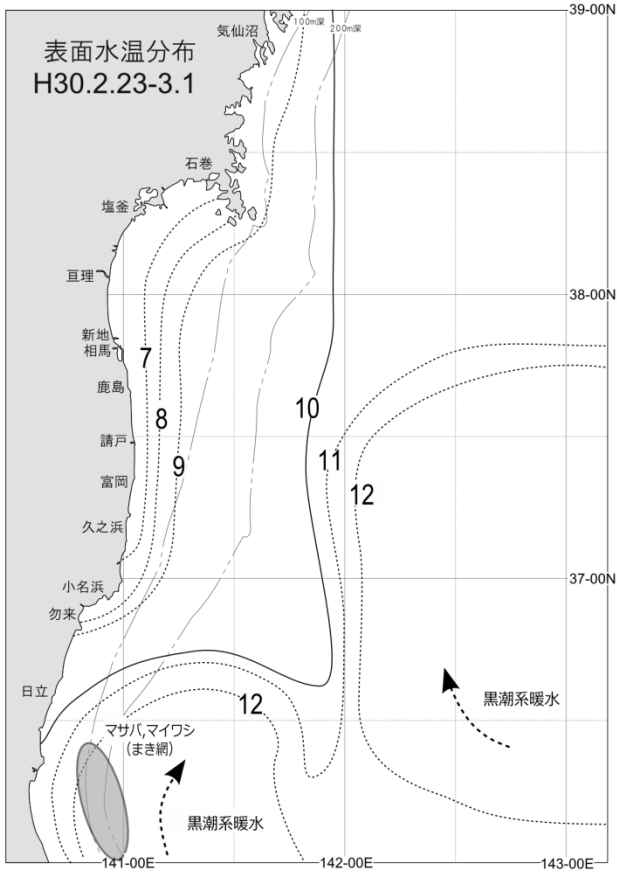 39-00N
気仙沼
100m深
200m深
表面水温分布
H30.2.23-3.1
石巻
塩釜
亘理
38-00N
新地
相馬
7
鹿島
10
8
請戸
11
9
富岡
12
久之浜
37-00N
小名浜
勿来
日立
黒潮系暖水
12
マサバ,マイワシ
(まき網)
黒潮系暖水
141-00E
142-00E
143-00E